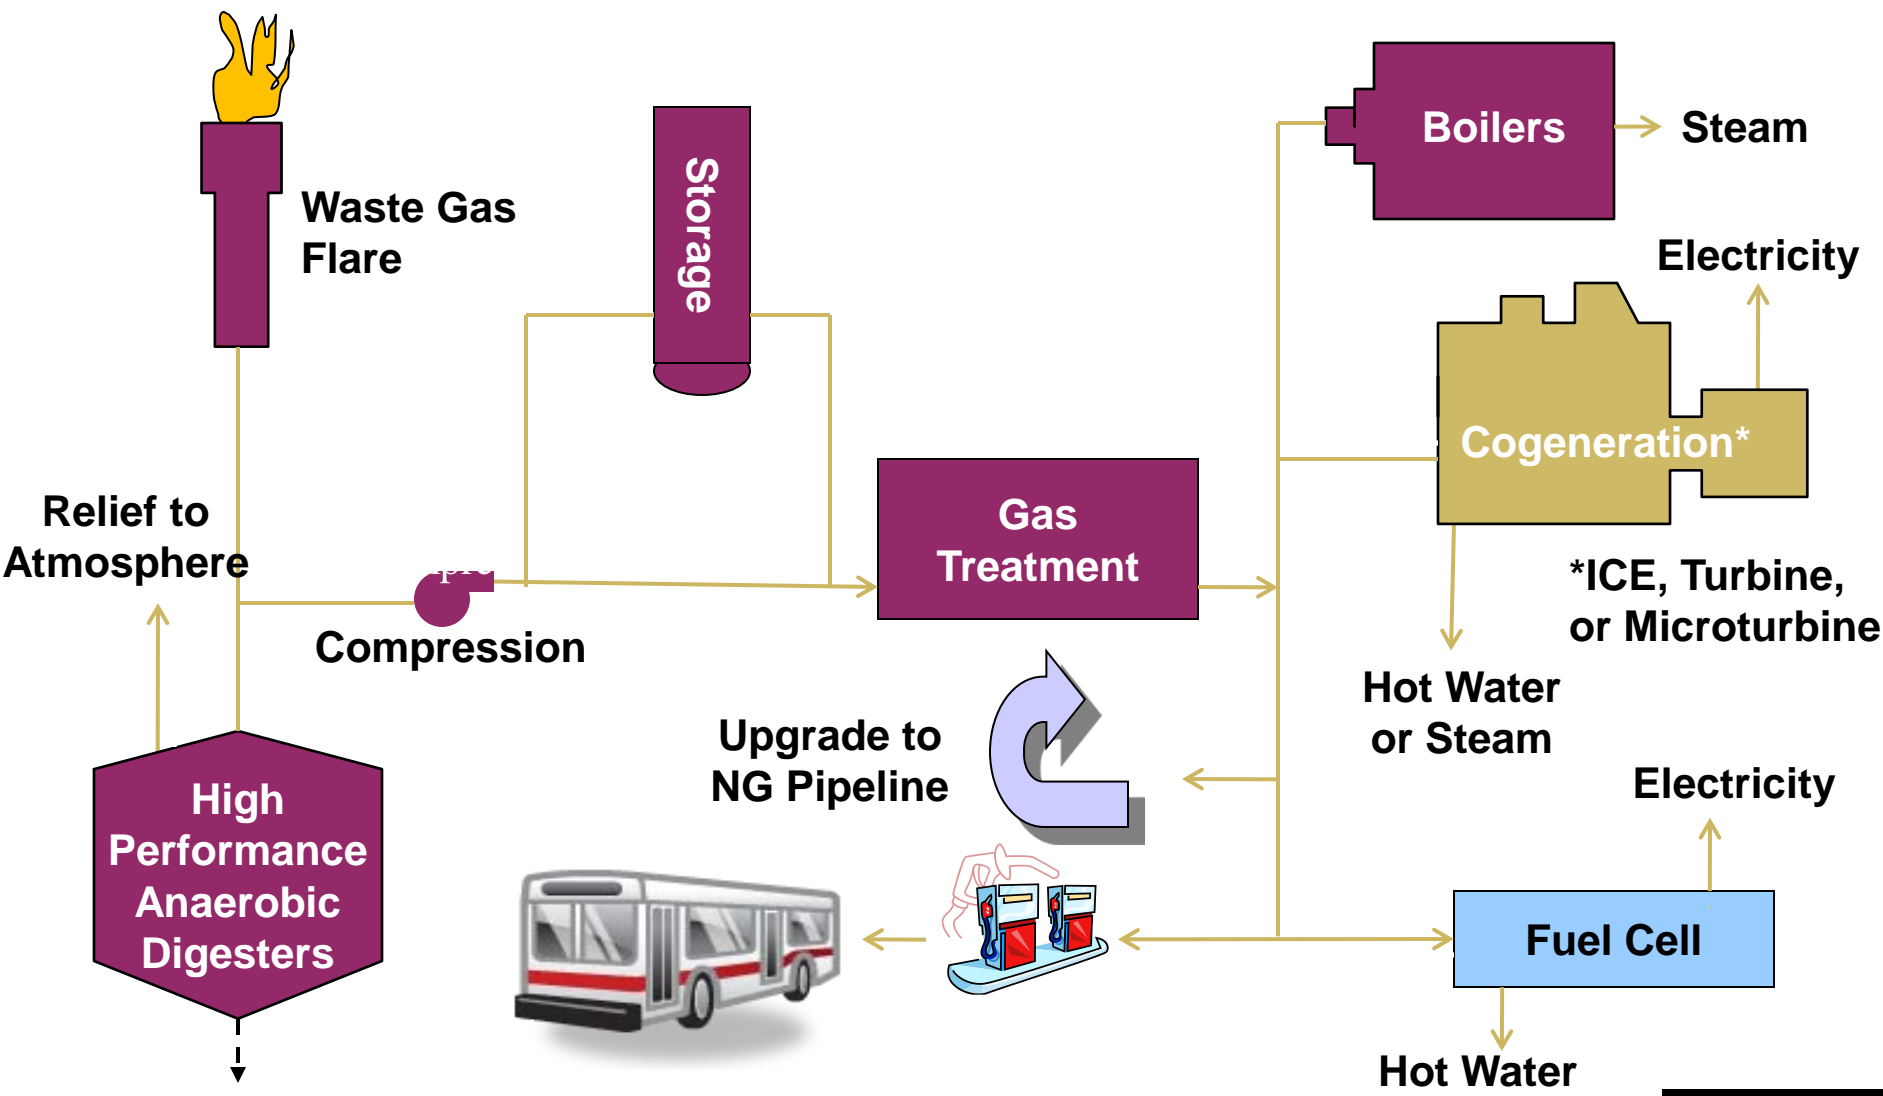 Boilers
Steam
Storage
Waste Gas
Flare
Electricity
Cogeneration*
Relief to
Atmosphere
Gas
Treatment
*ICE, Turbine,
or Microturbine
Compression
Hot Water
or Steam
Upgrade to
NG Pipeline
High
Performance
Anaerobic
Digesters
Electricity
Fuel Cell
Hot Water